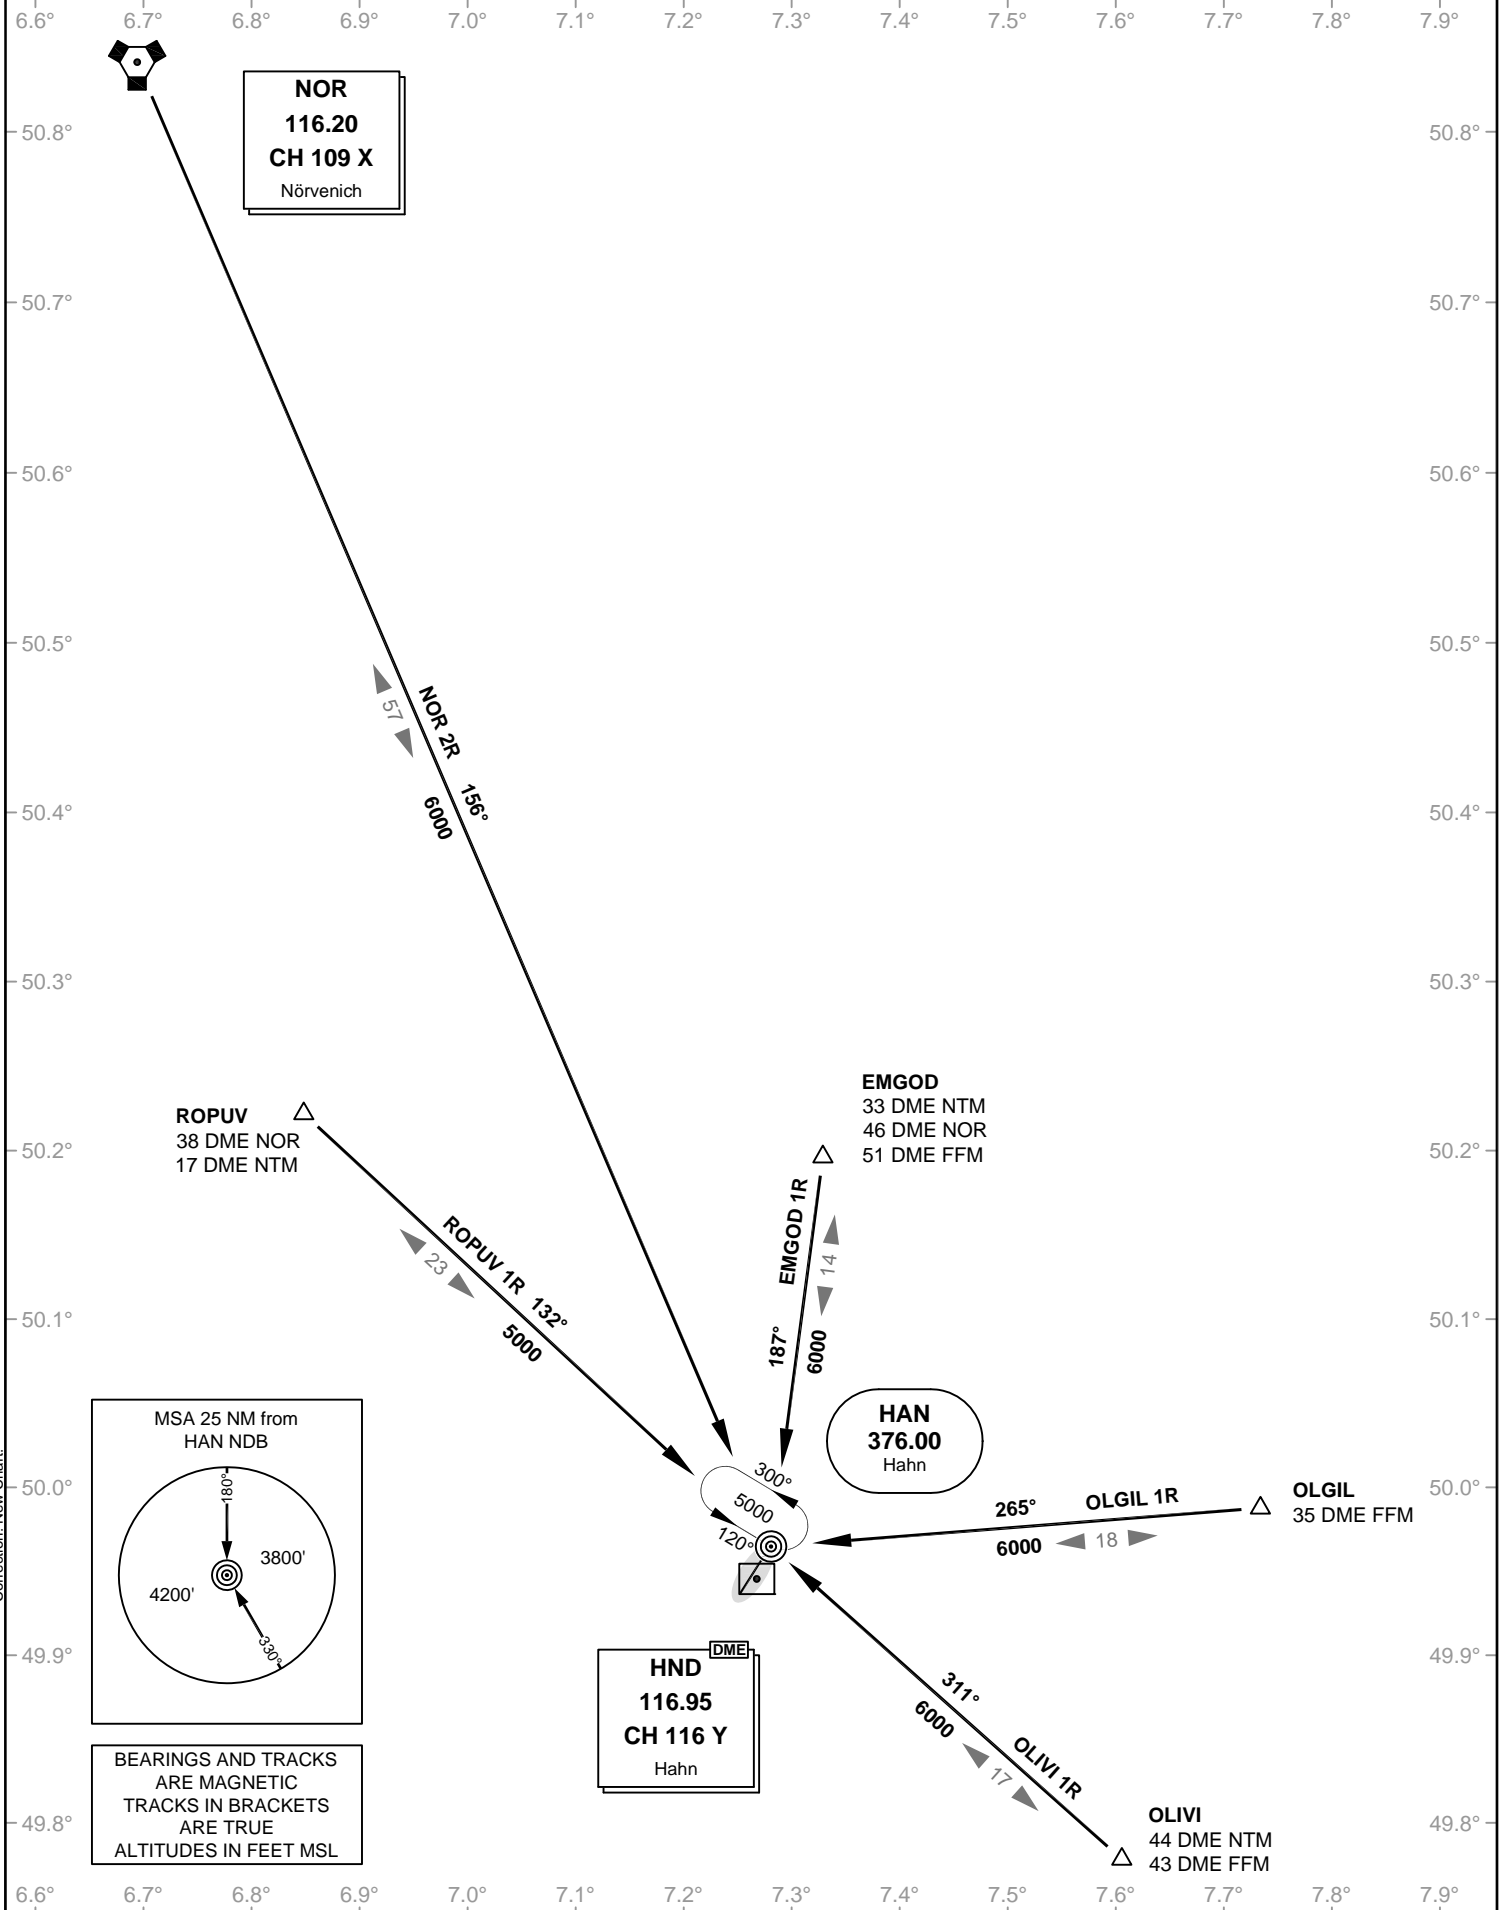 6.6° 6.7° 6.8° 6.9° 7.0° 7.1° 7.2° 7.3° 7.4° 7.5° 7.6° 7.7° 7.8° 7.9°
NOR
116.20
CH 109 X
Nörvenich
50.8° 50.8°
50.7° 50.7°
50.6° 50.6°
50.5° 50.5°
57
NOR 2R 156°
6000
50.4° 50.4°
50.3° 50.3°
EMGOD
33 DME NTM
46 DME NOR
51 DME FFM
ROPUV
38 DME NOR
17 DME NTM
50.2° 50.2°
EMGOD 1R
14
187°
6000
ROPUV 1R 132°
23
5000
50.1° 50.1°
HAN
376.00
Hahn
MSA 25 NM from
HAN NDB
180°
3800'
4200'
330°
300°
5000
120°
50.0° 50.0°
265° OLGIL 1R
6000 18
OLGIL
35 DME FFM
DME
HND
116.95
CH 116 Y
Hahn
49.9° 49.9°
311°
6000
OLIVI 1R
17
BEARINGS AND TRACKS
ARE MAGNETIC
TRACKS IN BRACKETS
ARE TRUE
ALTITUDES IN FEET MSL
49.8° 49.8°
OLIVI
44 DME NTM
43 DME FFM
6.6° 6.7° 6.8° 6.9° 7.0° 7.1° 7.2° 7.3° 7.4° 7.5° 7.6° 7.7° 7.8° 7.9°